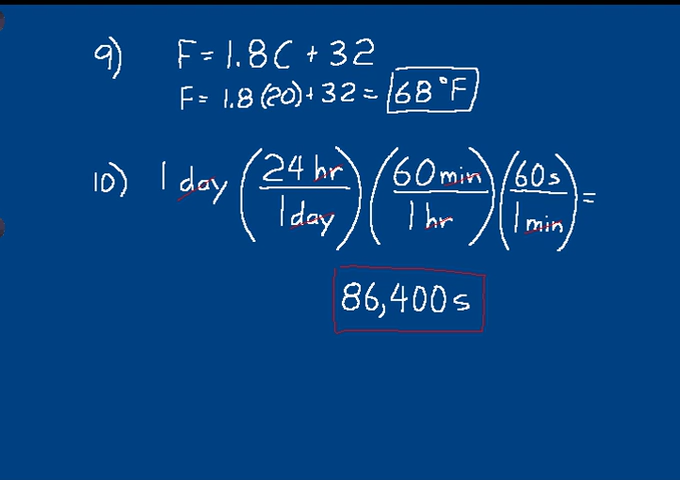 9) F = 1.8C + 32
F = 1.8(20) + 32 = 68°F
10) 1 day (24 hr / 1 day) (60 min / 1 hr) (60 s / 1 min) =
86,400 s